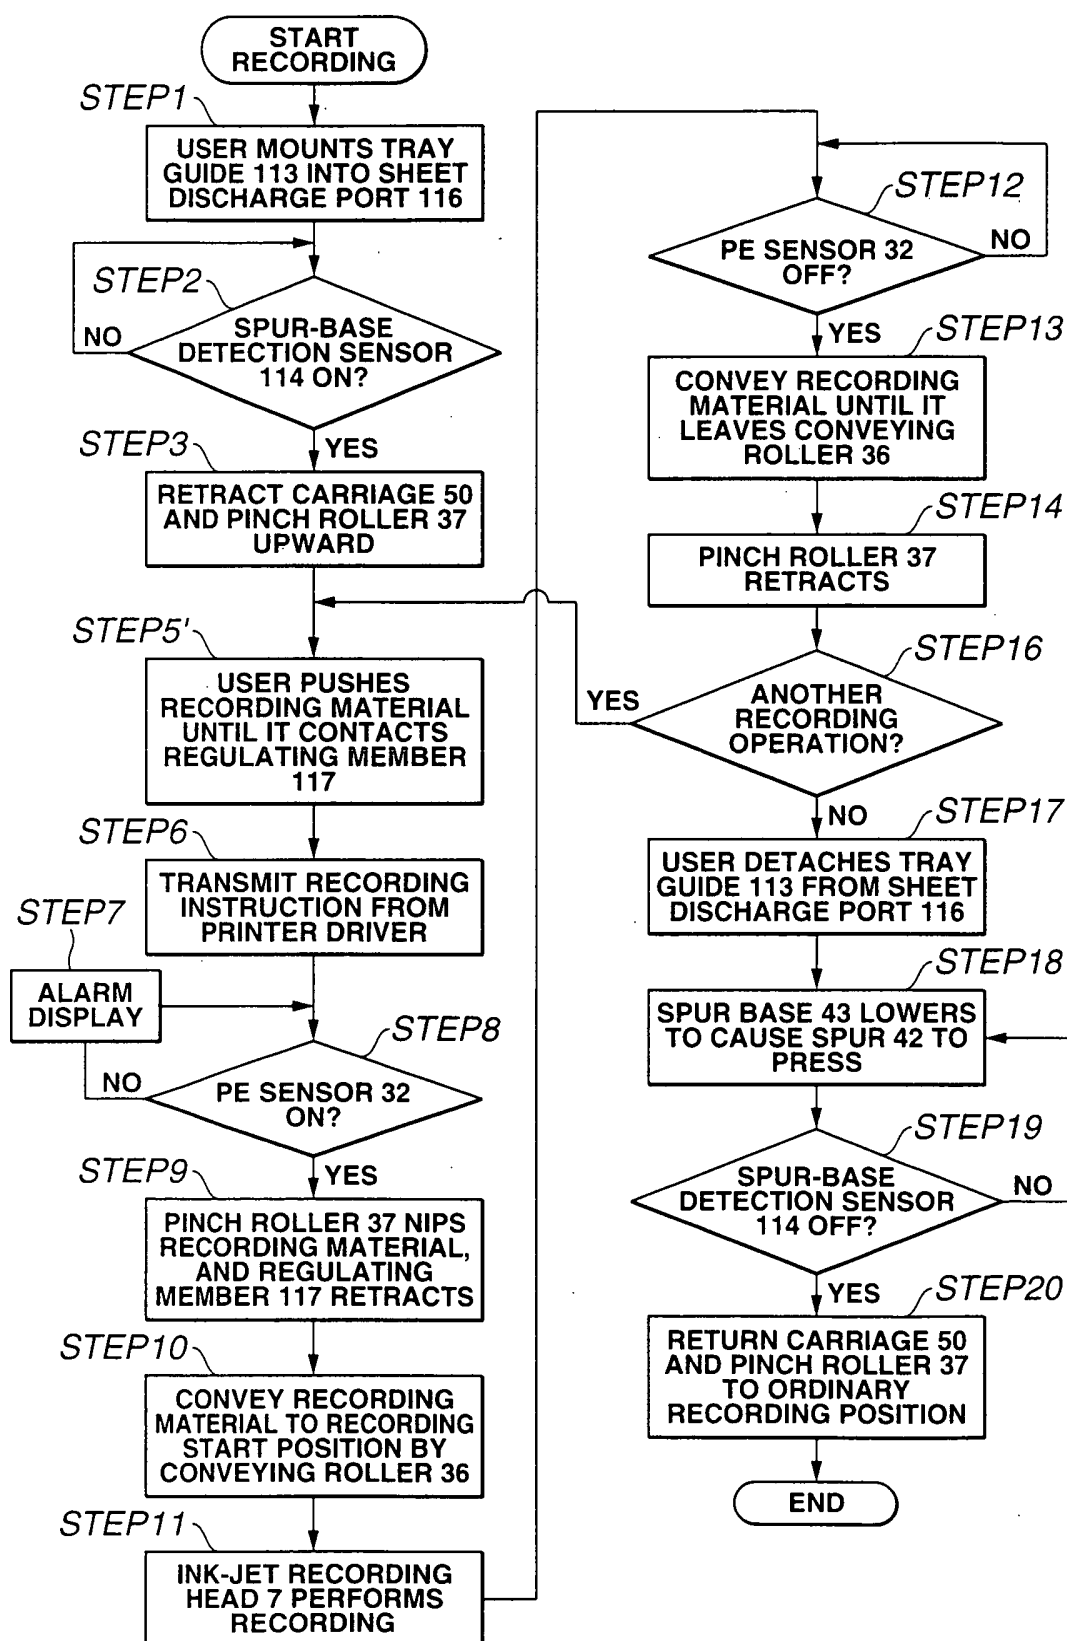 START
RECORDING
STEP1
USER MOUNTS TRAY
GUIDE 113 INTO SHEET
DISCHARGE PORT 116
STEP2
NO
SPUR-BASE
DETECTION SENSOR
114 ON?
YES
STEP3
RETRACT CARRIAGE 50
AND PINCH ROLLER 37
UPWARD
STEP5'
USER PUSHES
RECORDING MATERIAL
UNTIL IT CONTACTS
REGULATING MEMBER
117
STEP6
TRANSMIT RECORDING
INSTRUCTION FROM
PRINTER DRIVER
STEP7
ALARM
DISPLAY
STEP8
NO
PE SENSOR 32
ON?
YES
STEP9
PINCH ROLLER 37 NIPS
RECORDING MATERIAL,
AND REGULATING
MEMBER 117 RETRACTS
STEP10
CONVEY RECORDING
MATERIAL TO RECORDING
START POSITION BY
CONVEYING ROLLER 36
STEP11
INK-JET RECORDING
HEAD 7 PERFORMS
RECORDING
STEP12
PE SENSOR 32
OFF?
NO
YES
STEP13
CONVEY RECORDING
MATERIAL UNTIL IT
LEAVES CONVEYING
ROLLER 36
STEP14
PINCH ROLLER 37
RETRACTS
STEP16
YES
ANOTHER
RECORDING
OPERATION?
NO
STEP17
USER DETACHES TRAY
GUIDE 113 FROM SHEET
DISCHARGE PORT 116
STEP18
SPUR BASE 43 LOWERS
TO CAUSE SPUR 42 TO
PRESS
STEP19
SPUR-BASE
DETECTION SENSOR
114 OFF?
NO
YES
STEP20
RETURN CARRIAGE 50
AND PINCH ROLLER 37
TO ORDINARY
RECORDING POSITION
END